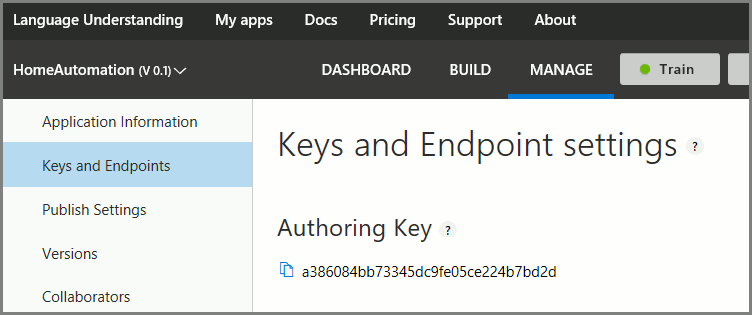 Language Understanding My apps Docs Pricing Support About
HomeAutomation (V 0.1) DASHBOARD BUILD MANAGE Train
Application Information
Keys and Endpoints
Publish Settings
Versions
Collaborators
Keys and Endpoint settings ?
Authoring Key ?
a386084bb73345dc9fe05ce224b7bd2d